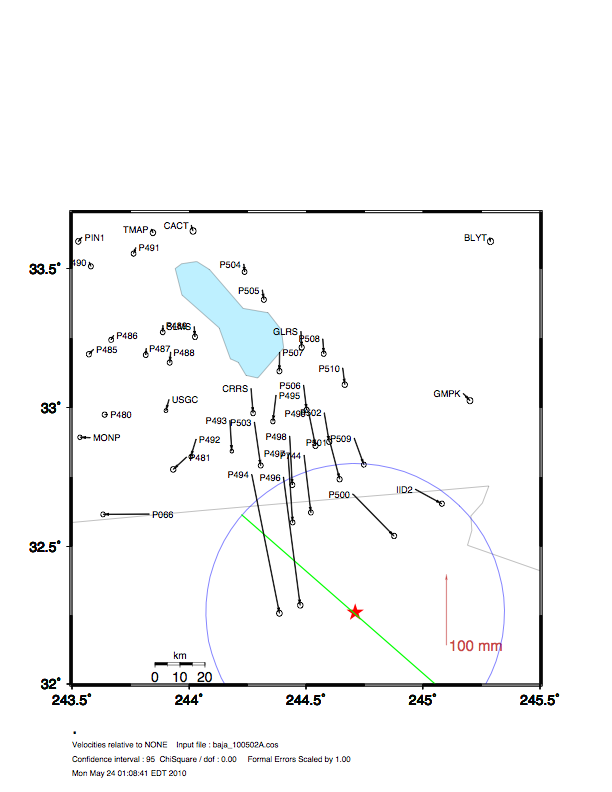 CACT
TMAP
PIN1
BLYT
P491
33.5˚
490
P504
P505
GLRS
P508
P486
P485
P487
P488
P507
P510
33˚
CRRS
P506
P495
GMPK
USGC
P480
P493
P503
MONP
P492
P498
P501
P509
P481
P494
P496
P500
IID2
P066
32.5˚
100 mm
km
0 10 20
32˚
243.5˚ 244˚ 244.5˚ 245˚ 245.5˚
Velocities relative to NONE Input file : baja_100502A.cos
Confidence interval : 95 ChiSquare / dof : 0.00 Formal Errors Scaled by 1.00
Mon May 24 01:08:41 EDT 2010